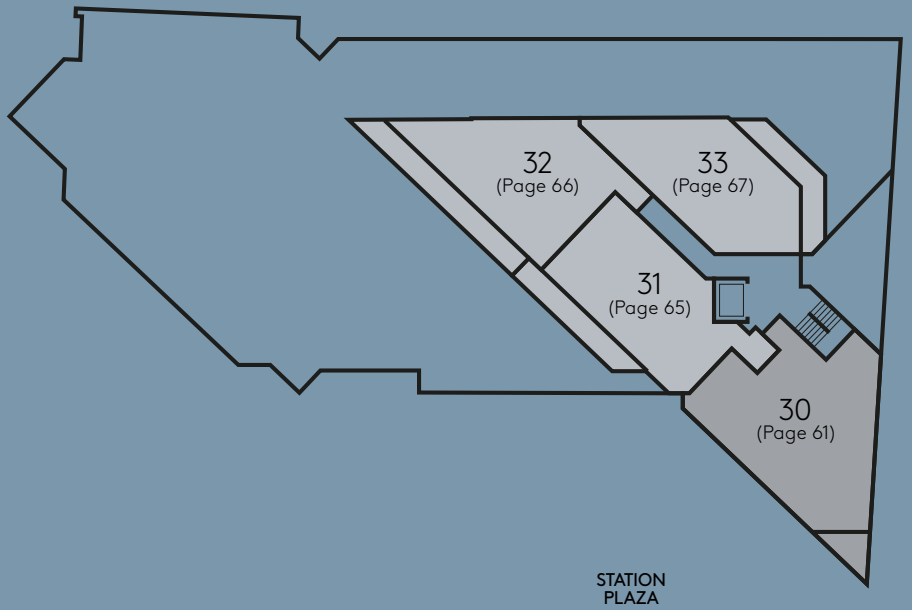 32
(Page 66)
33
(Page 67)
31
(Page 65)
30
(Page 61)
STATION
PLAZA